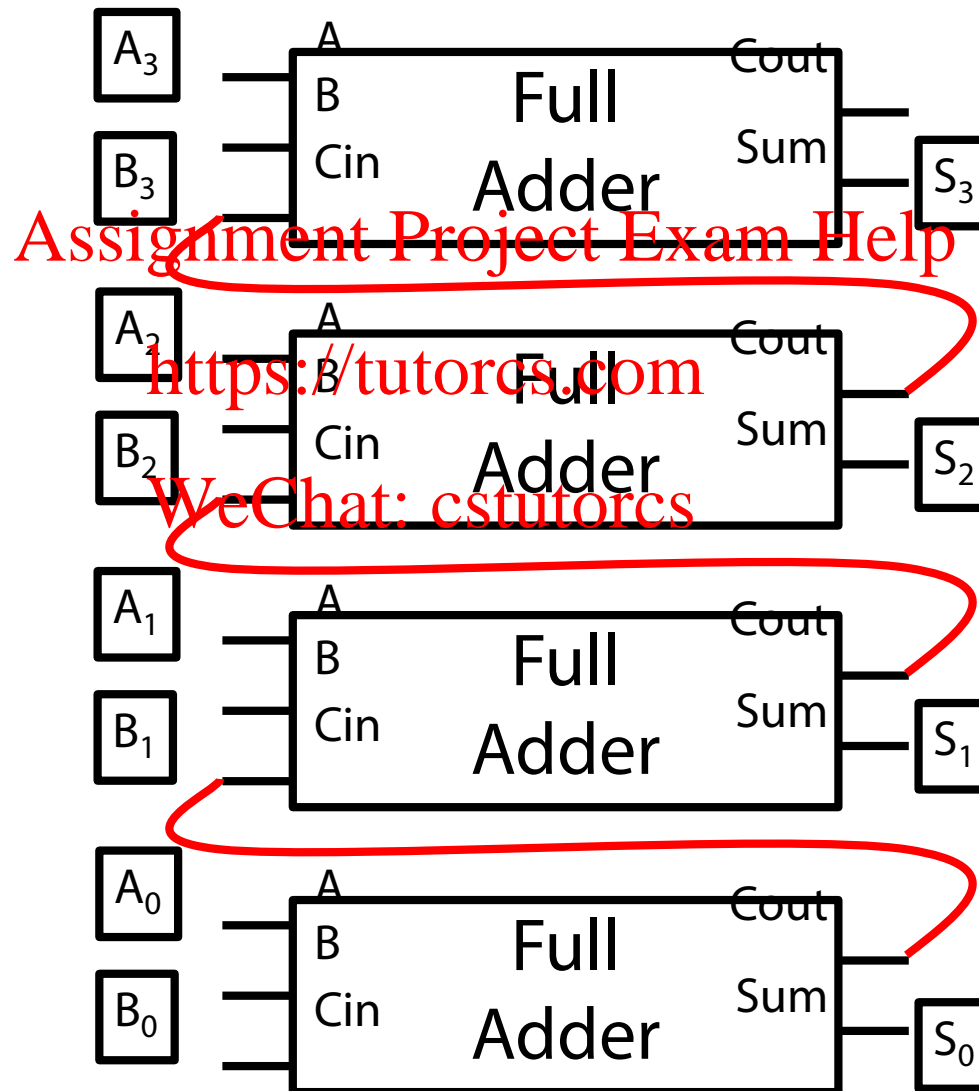 A₃
A
Cout
B
Full
B₃
Cin
Adder
Sum
S₃
Assignment Project Exam Help
A₂
A
Cout
https://tutorcs.com
B
Full
B₂
Cin
Adder
Sum
S₂
WeChat: cstutorcs
A₁
A
Cout
B
Full
B₁
Cin
Adder
Sum
S₁
A₀
A
Cout
B
Full
B₀
Cin
Adder
Sum
S₀